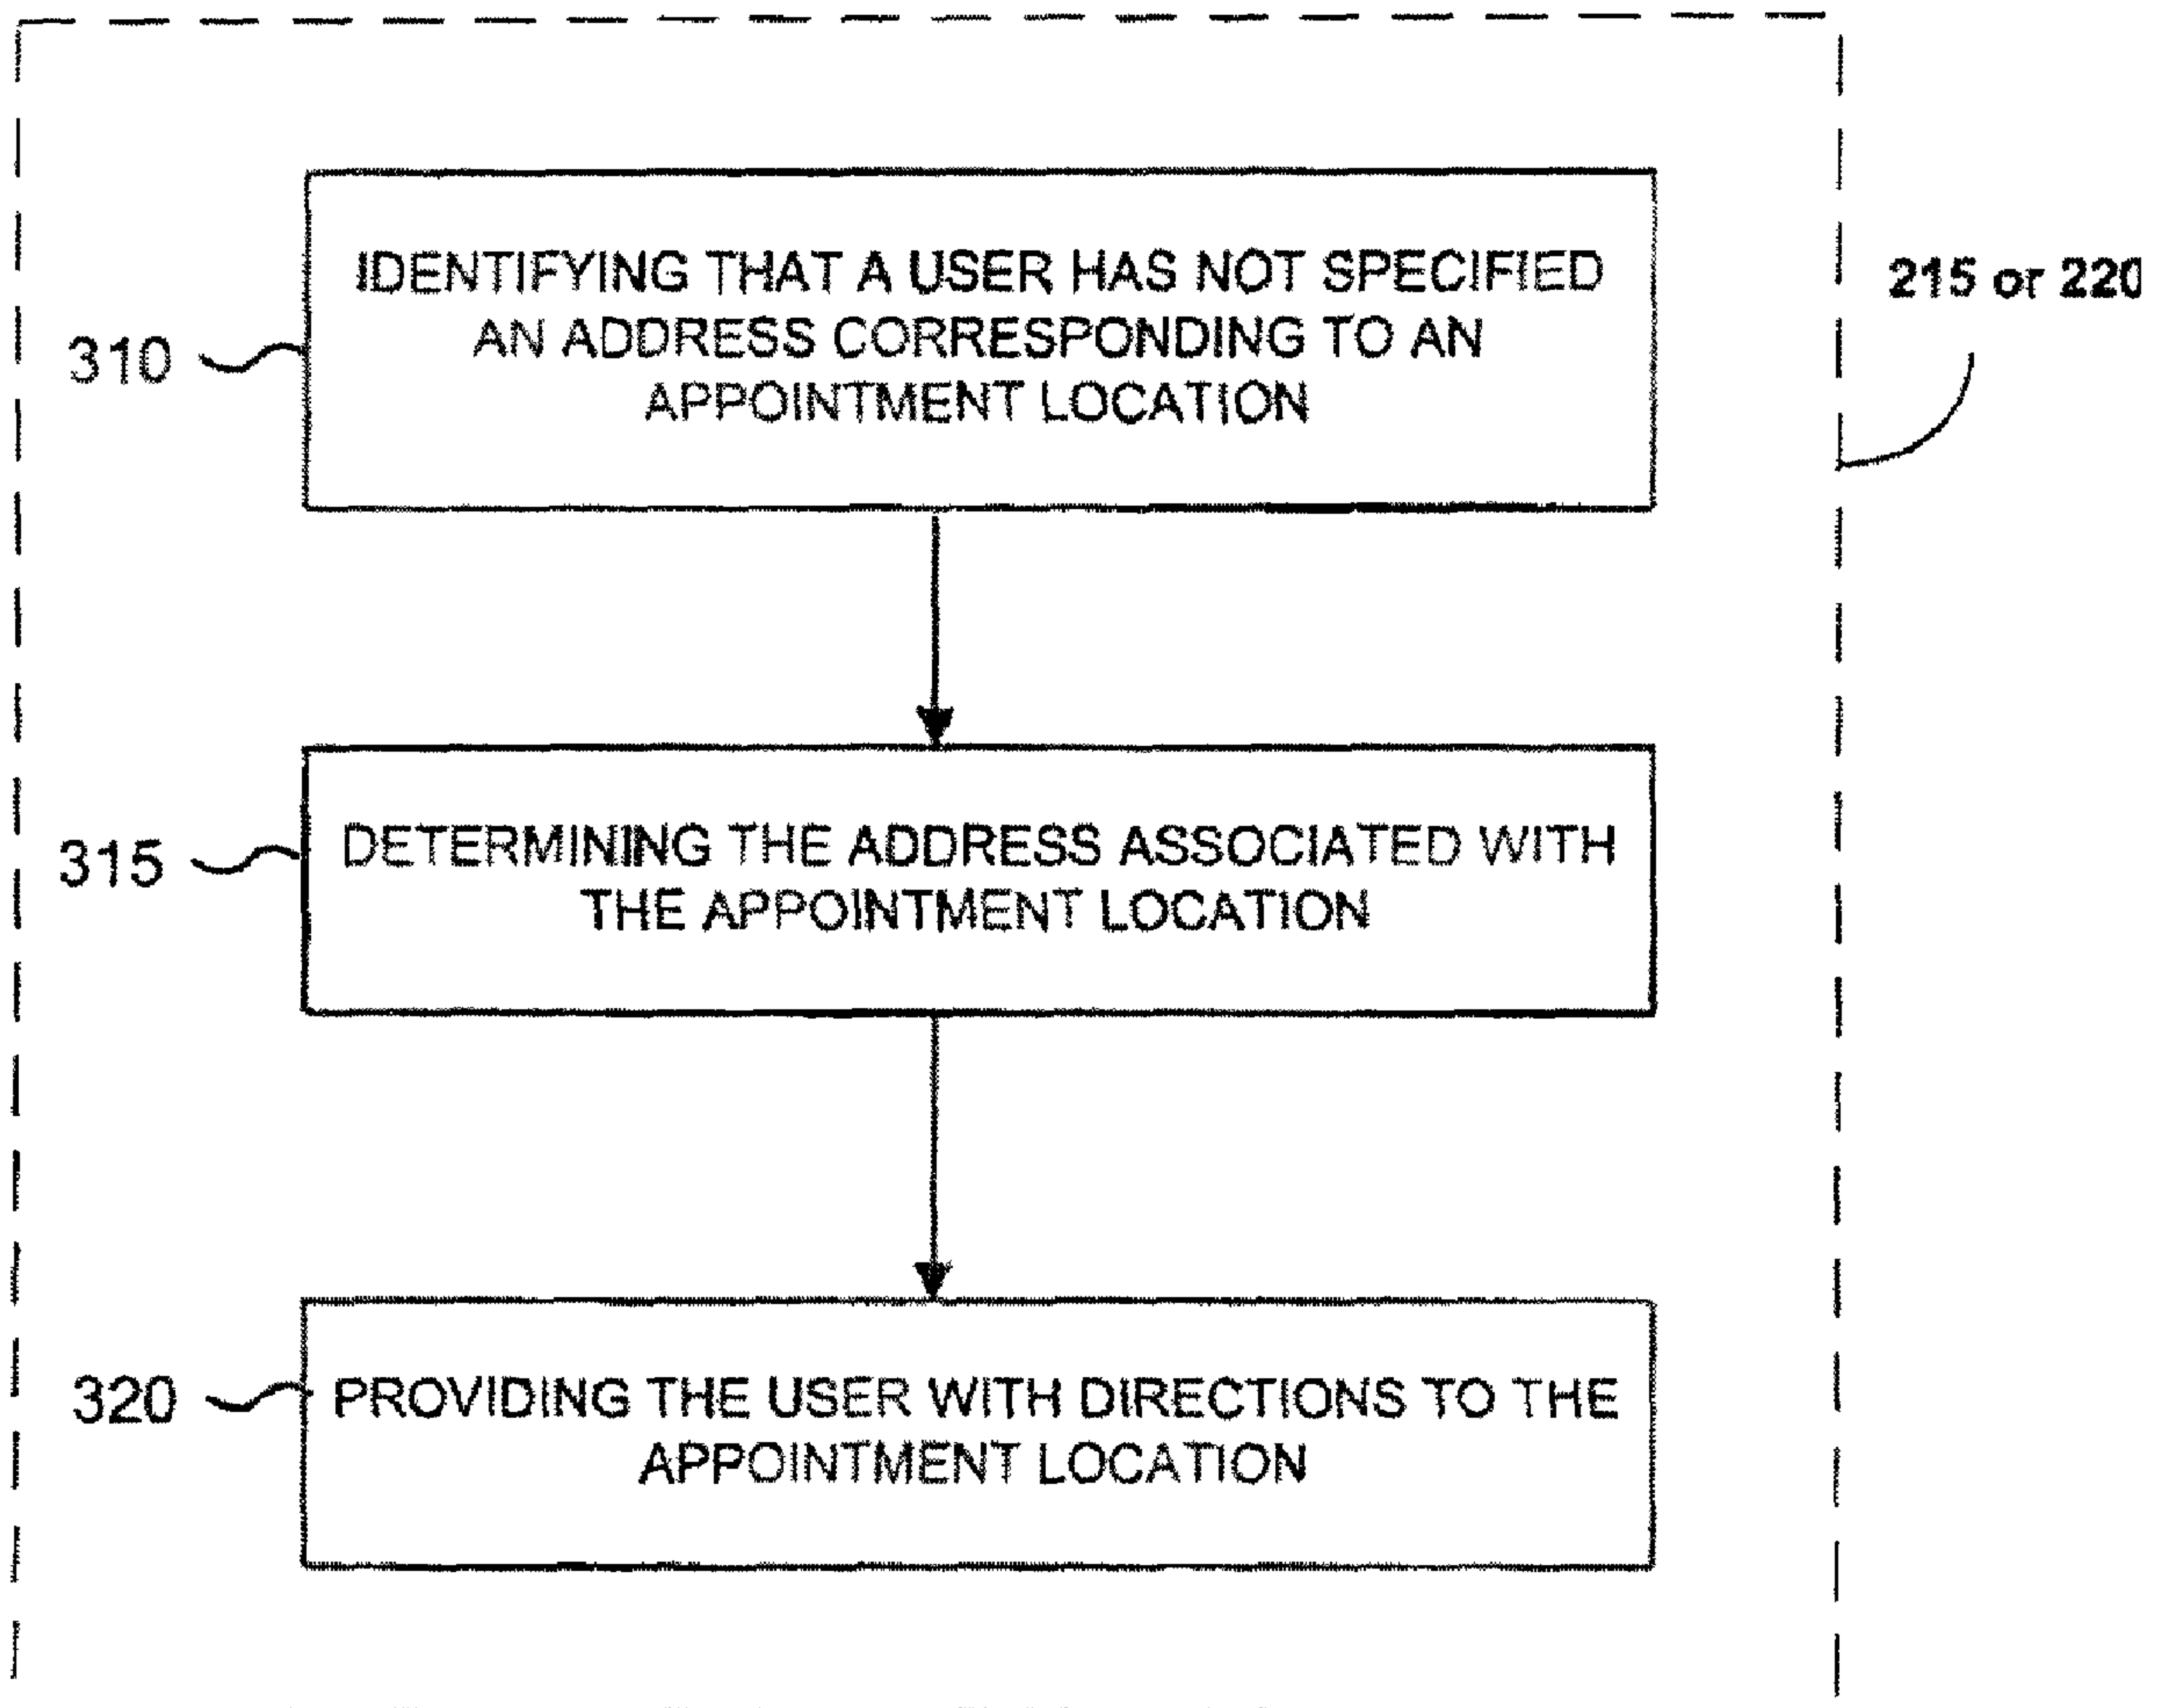 IDENTIFYING THAT A USER HAS NOT SPECIFIED
AN ADDRESS CORRESPONDING TO AN
APPOINTMENT LOCATION
310
215 or 220
DETERMINING THE ADDRESS ASSOCIATED WITH
THE APPOINTMENT LOCATION
315
PROVIDING THE USER WITH DIRECTIONS TO THE
APPOINTMENT LOCATION
320